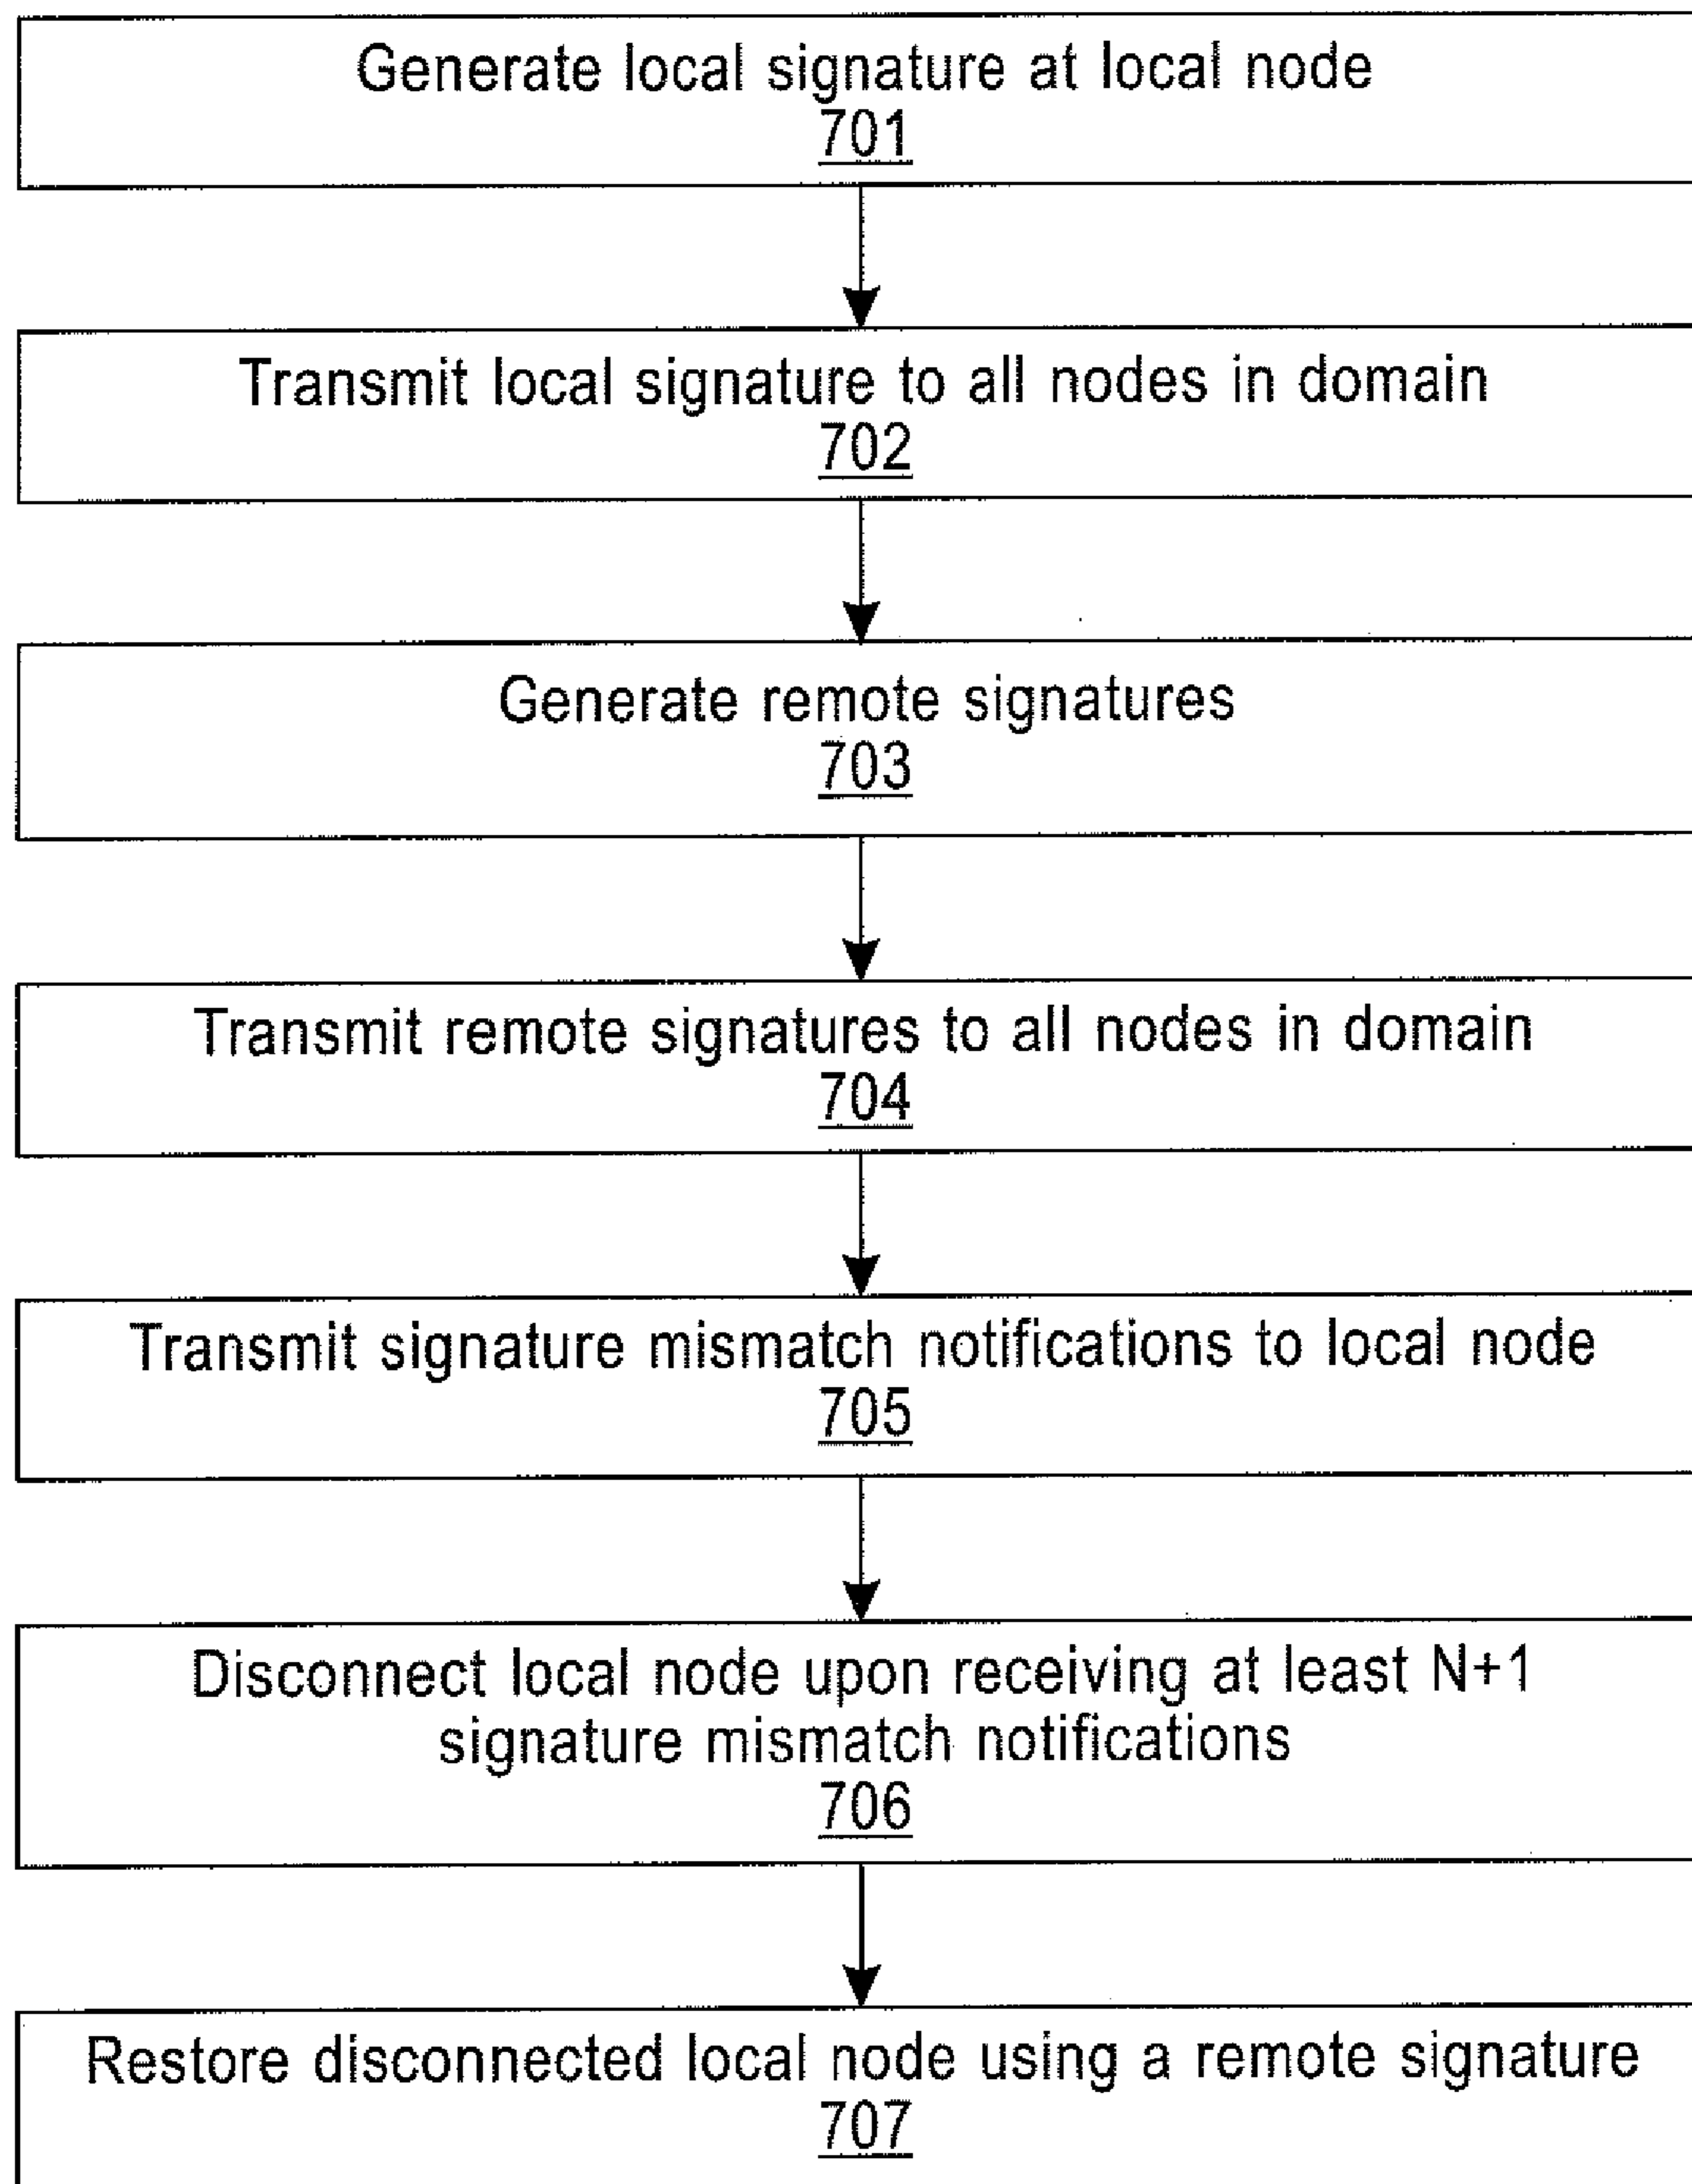 Generate local signature at local node
701
Transmit local signature to all nodes in domain
702
Generate remote signatures
703
Transmit remote signatures to all nodes in domain
704
Transmit signature mismatch notifications to local node
705
Disconnect local node upon receiving at least N+1
signature mismatch notifications
706
Restore disconnected local node using a remote signature
707